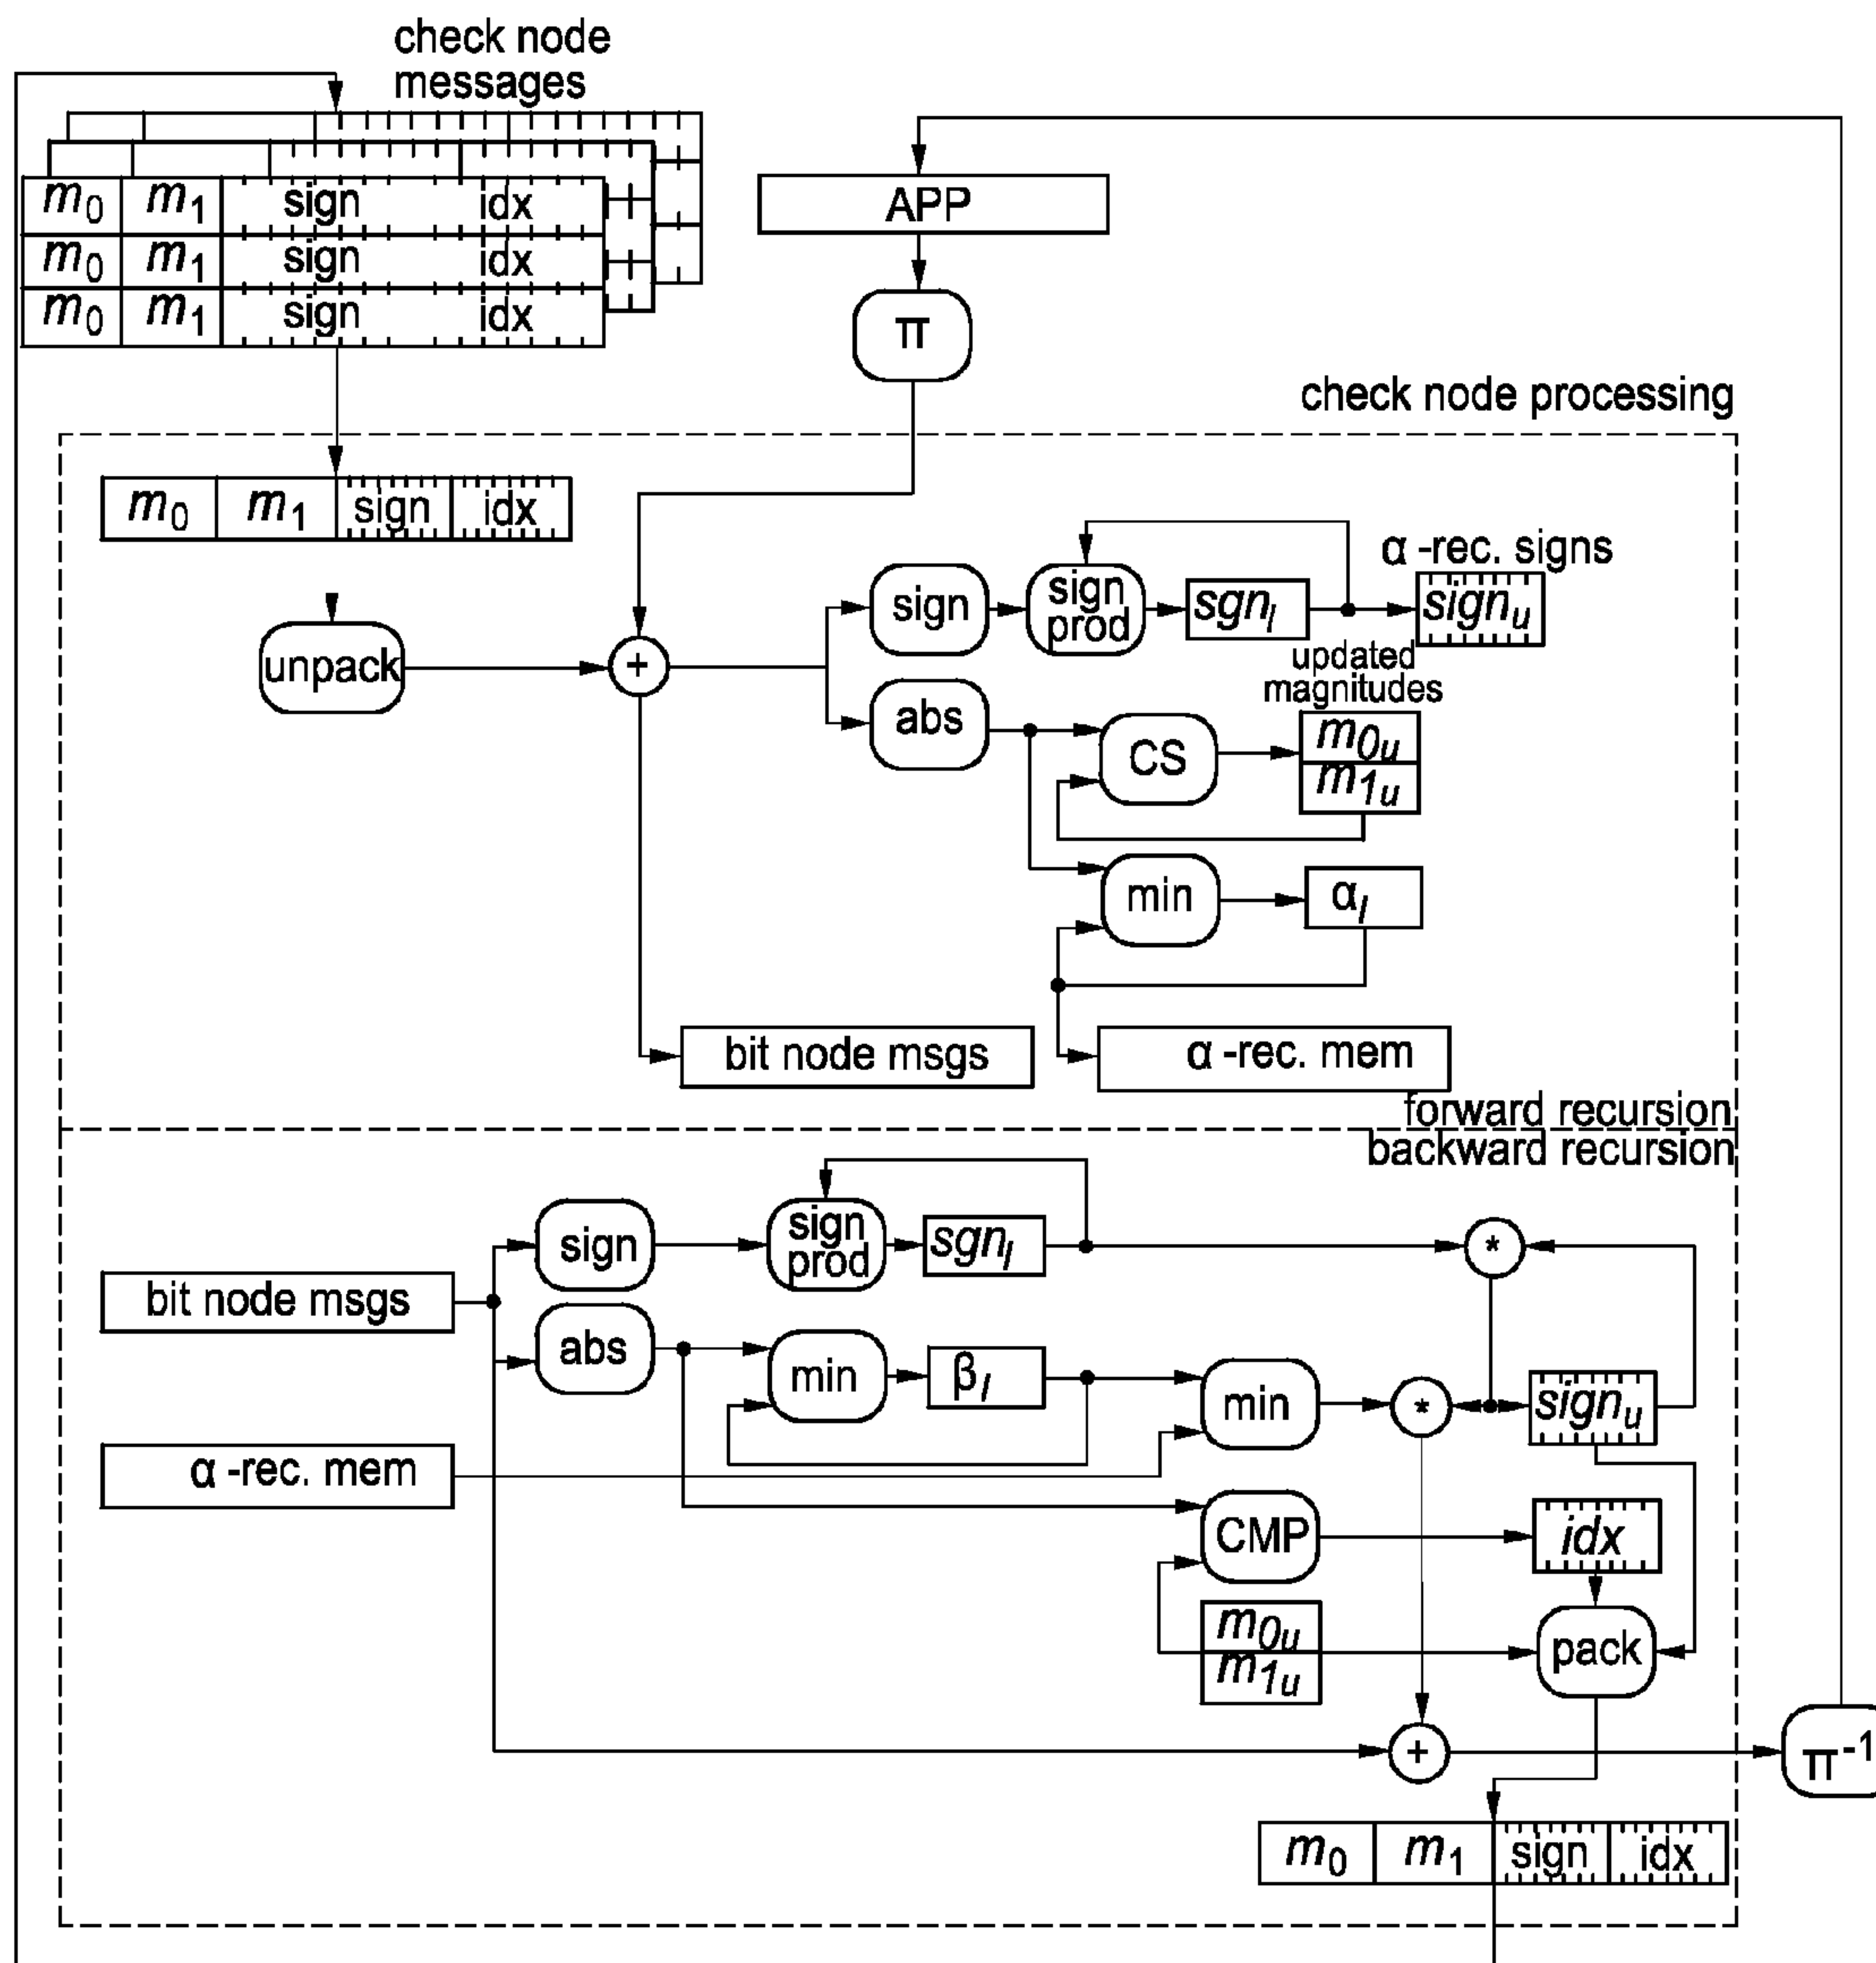 check node
messages
m0 m1 sign idx
m0 m1 sign idx
m0 m1 sign idx
APP
π
check node processing
m0 m1 sign idx
unpack
+
sign
sign
prod
sgnl
α -rec. signs
signu
updated
magnitudes
abs
CS
m0u
m1u
min
αl
bit node msgs
α -rec. mem
forward recursion
backward recursion
bit node msgs
sign
sign
prod
sgnl
*
abs
min
βl
min
*
signu
α -rec. mem
CMP
idx
m0u
m1u
pack
+
π-1
m0 m1 sign idx